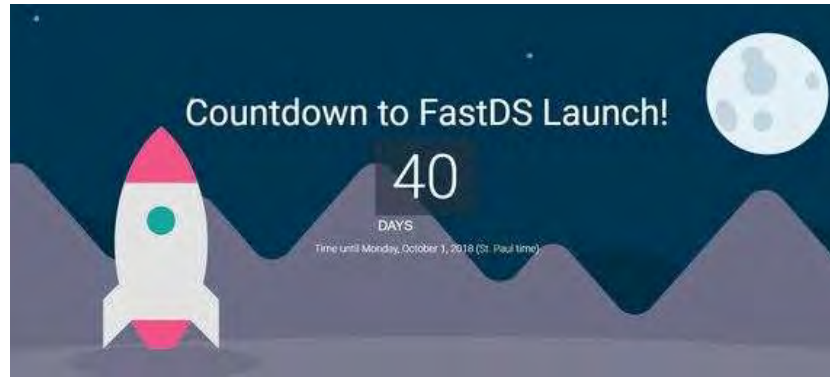 Countdown to FastDS Launch!
40
DAYS
Time until Monday, October 1, 2018 (St. Paul time)